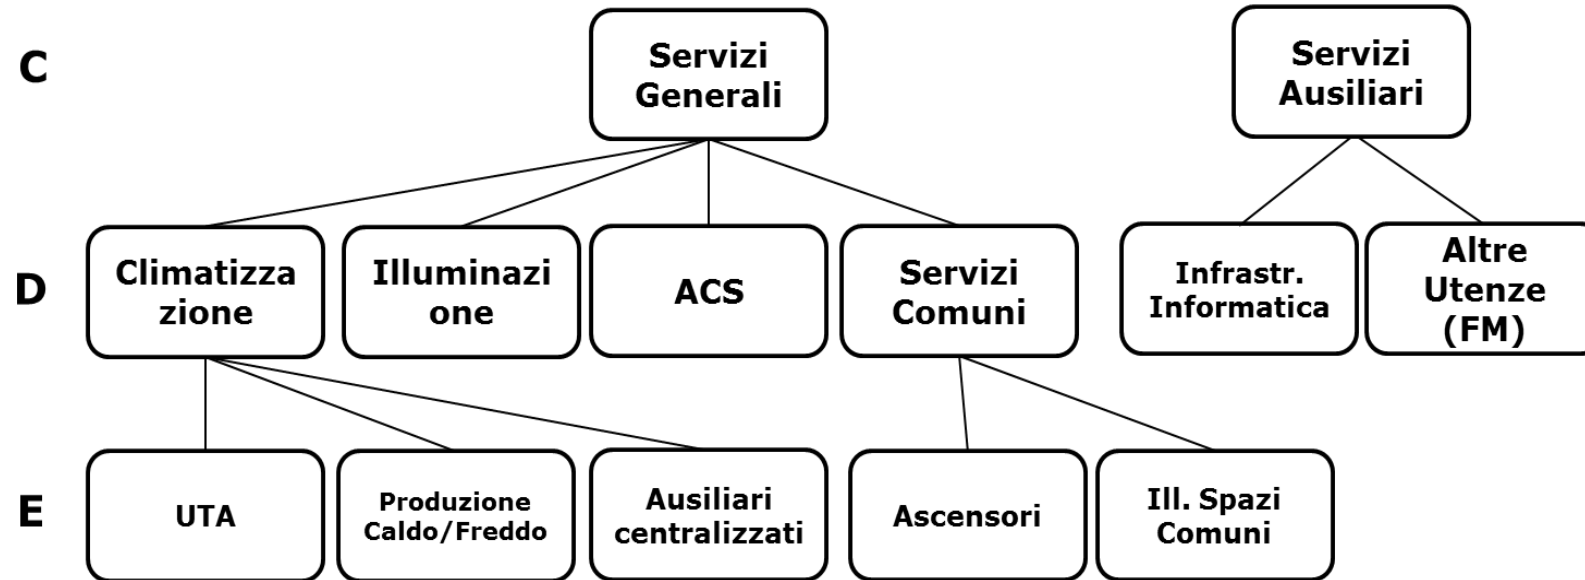 C
Servizi
Generali
Servizi
Ausiliari
D
Climatizza
zione
Illuminazi
one
ACS
Servizi
Comuni
Infrastr.
Informatica
Altre
Utenze
(FM)
E
UTA
Produzione
Caldo/Freddo
Ausiliari
centralizzati
Ascensori
Ill. Spazi
Comuni